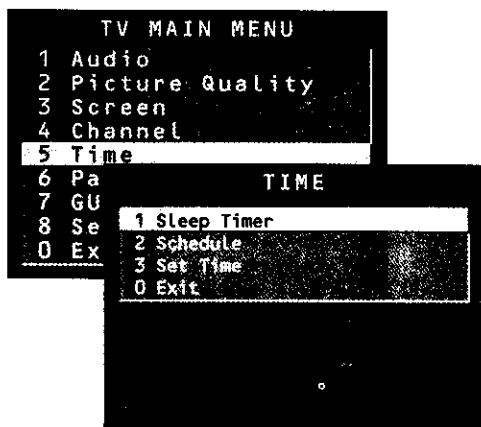 TV MAIN MENU
1 Audio
2 Picture Quality
3 Screen
4 Channel
5 Time
6 Pa
7 GU
8 Se
0 Ex
TIME
1 Sleep Timer
2 Schedule
3 Set Time
0 Exit